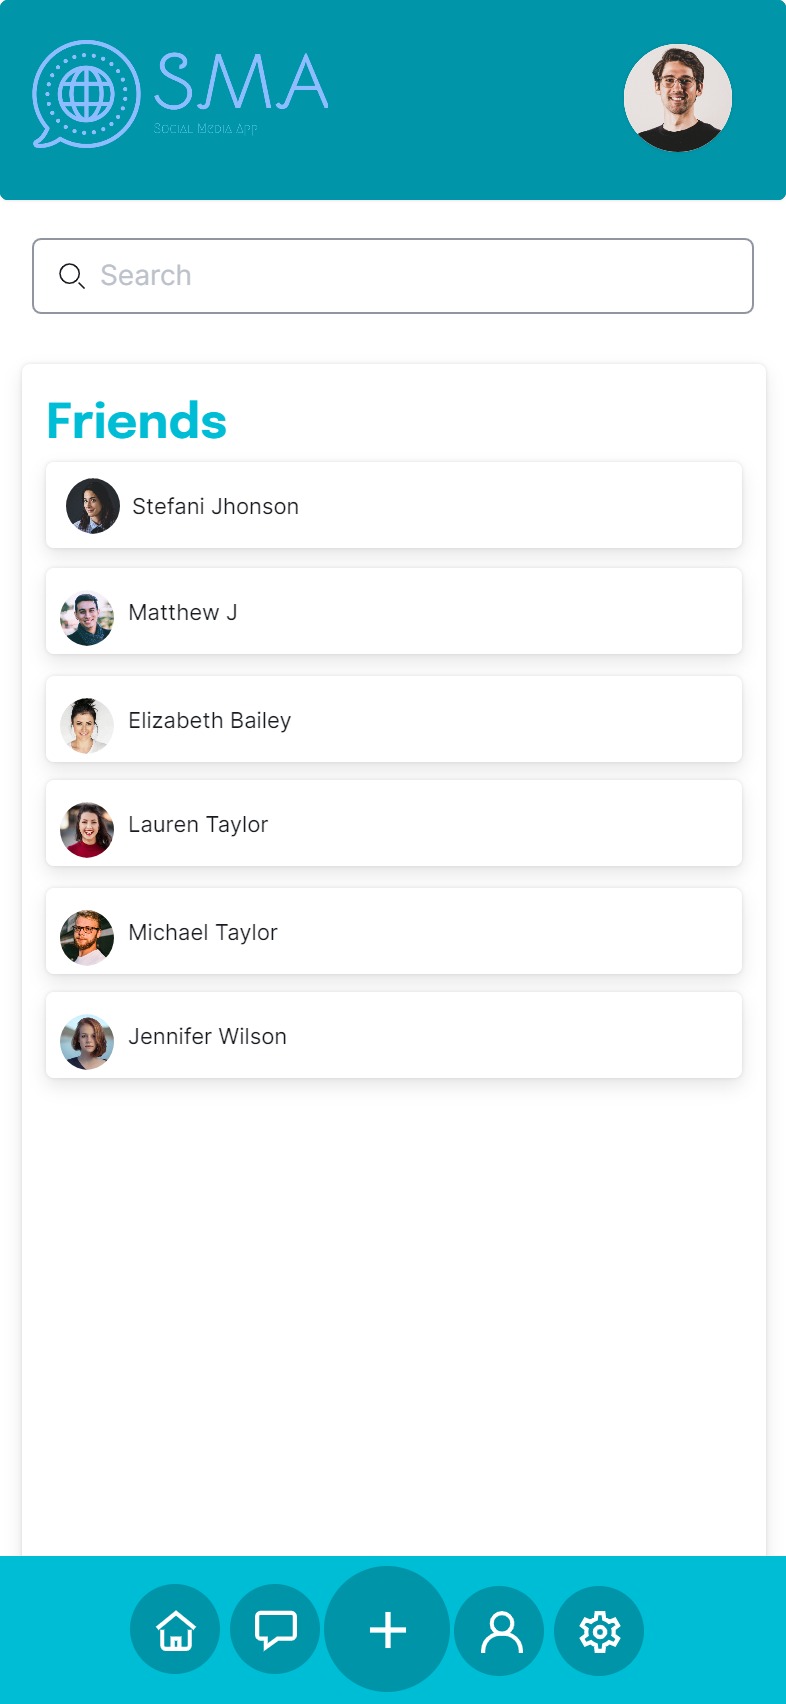 SMA
Social Media App
Search
Friends
Stefani Jhonson
Matthew J
Elizabeth Bailey
Lauren Taylor
Michael Taylor
Jennifer Wilson